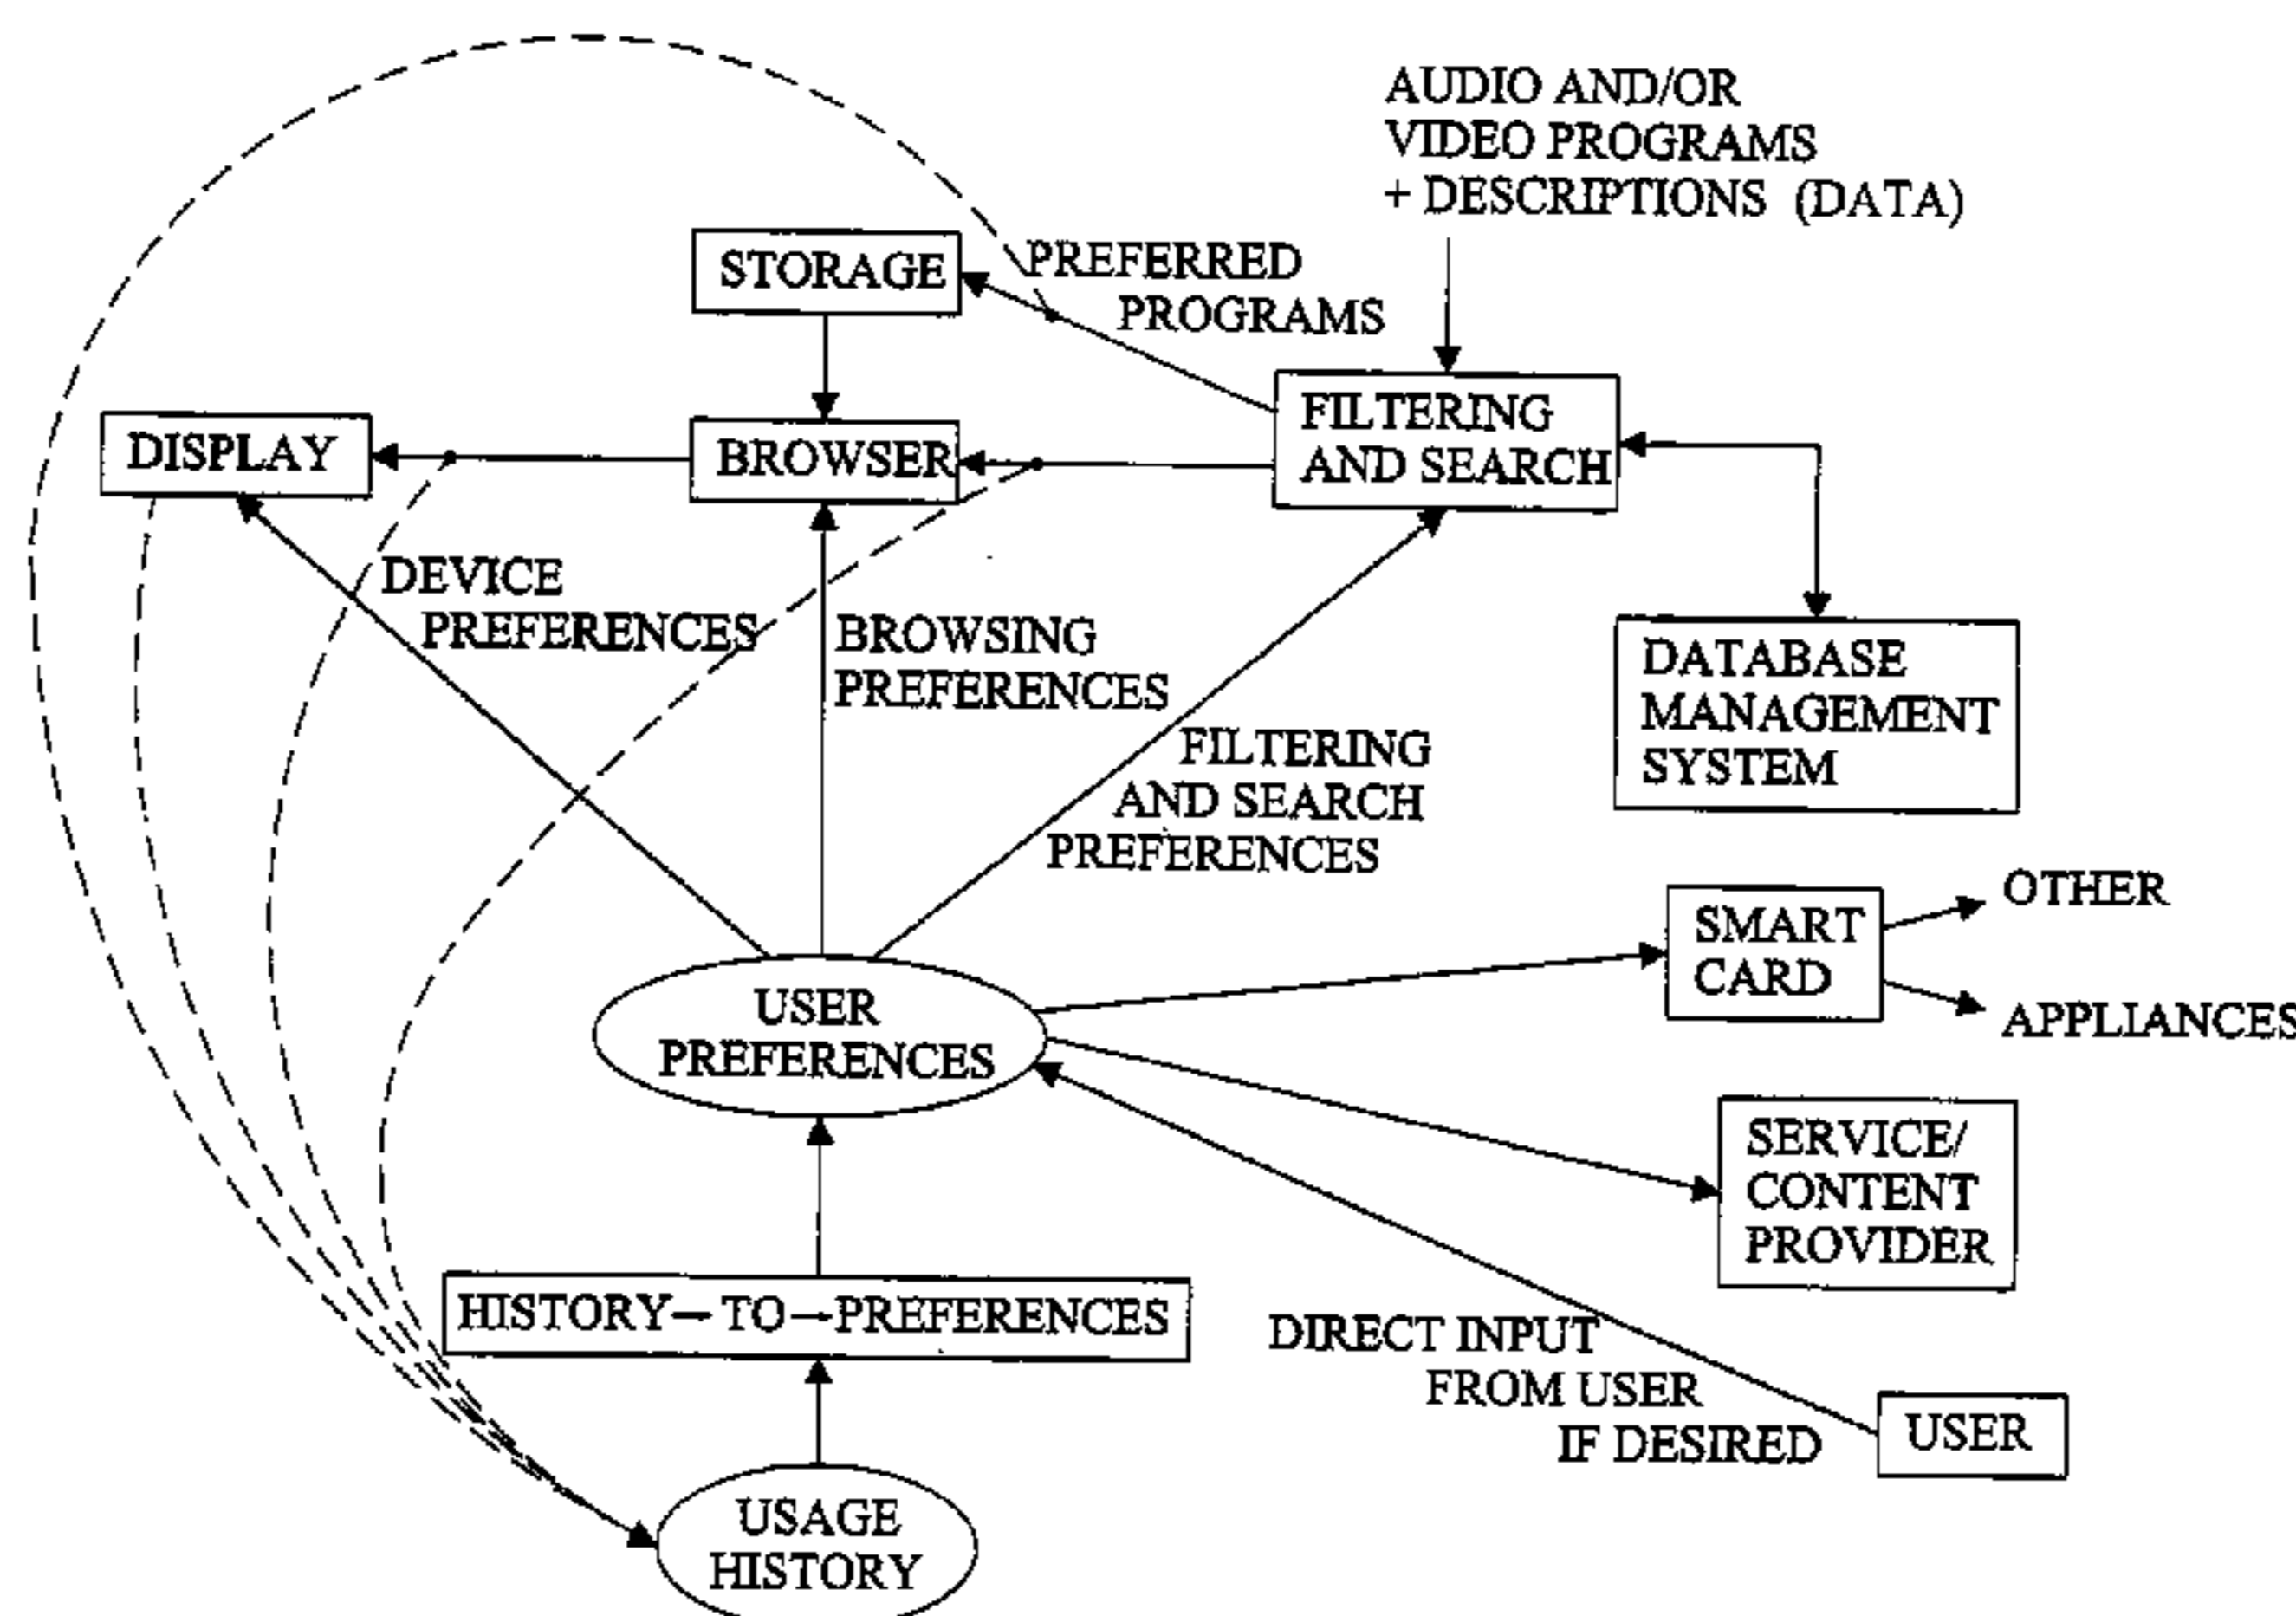 AUDIO AND/OR
VIDEO PROGRAMS
+ DESCRIPTIONS (DATA)
STORAGE
PREFERRED
PROGRAMS
DISPLAY
BROWSER
FILTERING
AND SEARCH
DEVICE
PREFERENCES
BROWSING
PREFERENCES
FILTERING
AND SEARCH
PREFERENCES
DATABASE
MANAGEMENT
SYSTEM
SMART
CARD
OTHER
APPLIANCES
USER
PREFERENCES
SERVICE/
CONTENT
PROVIDER
HISTORY-TO-PREFERENCES
DIRECT INPUT
FROM USER
IF DESIRED
USER
USAGE
HISTORY